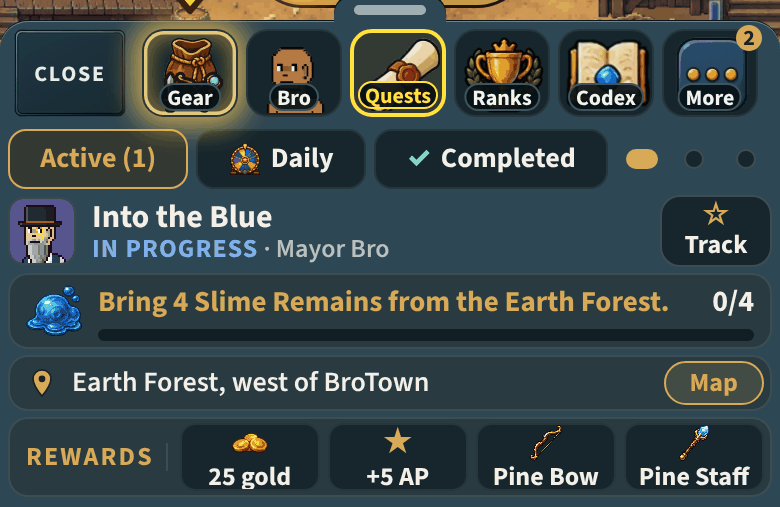 CLOSE
Gear
Bro
Quests
Ranks
Codex
More
2
Active (1)
Daily
Completed
Into the Blue
IN PROGRESS · Mayor Bro
Track
Bring 4 Slime Remains from the Earth Forest.
0/4
Earth Forest, west of BroTown
Map
REWARDS
25 gold
+5 AP
Pine Bow
Pine Staff